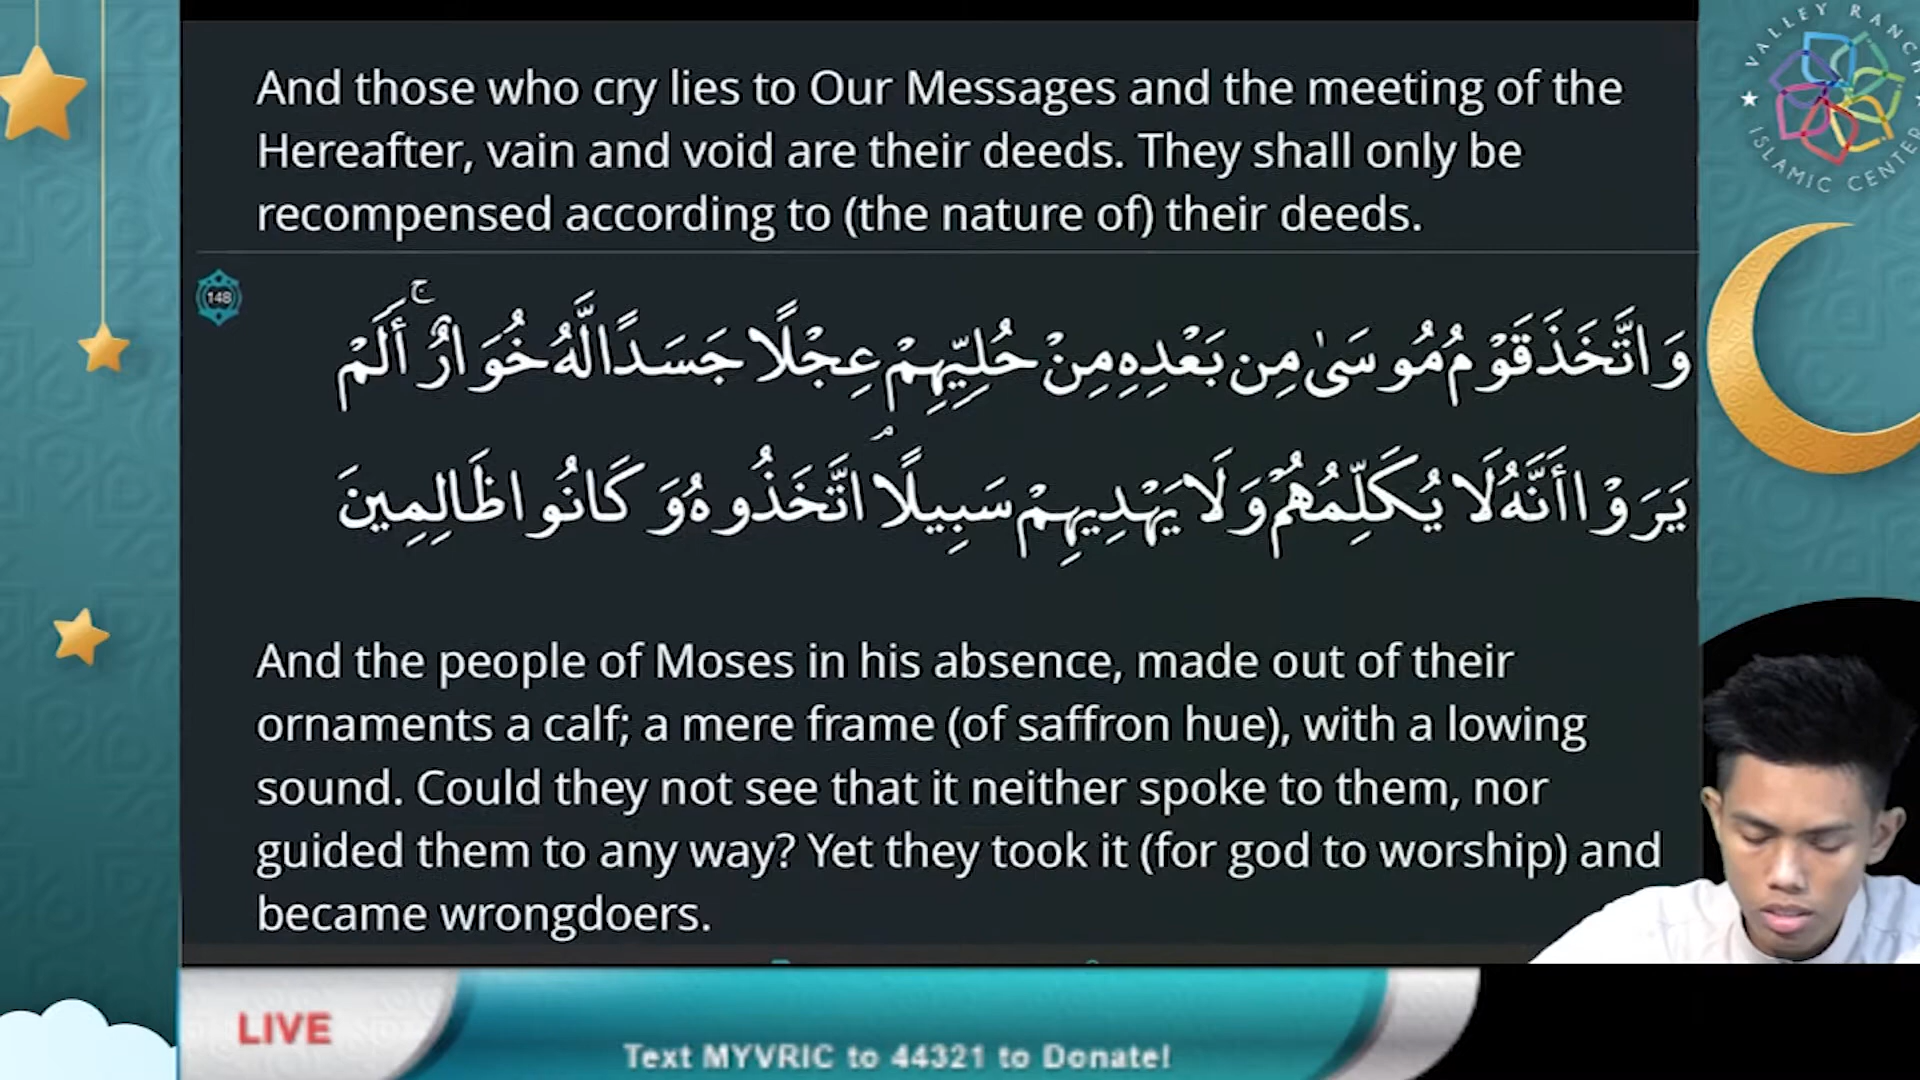 And those who cry lies to Our Messages and the meeting of the
Hereafter, vain and void are their deeds. They shall only be
recompensed according to (the nature of) their deeds.
148
وَاتَّخَذَ قَوْمُ مُوسَىٰ مِن بَعْدِهِ مِنْ حُلِيِّهِمْ عِجْلًا جَسَدًا لَّهُ خُوَارٌ ۚ أَلَمْ
يَرَوْا أَنَّهُ لَا يُكَلِّمُهُمْ وَلَا يَهْدِيهِمْ سَبِيلًا ۘ اتَّخَذُوهُ وَكَانُوا ظَالِمِينَ
And the people of Moses in his absence, made out of their
ornaments a calf; a mere frame (of saffron hue), with a lowing
sound. Could they not see that it neither spoke to them, nor
guided them to any way? Yet they took it (for god to worship) and
became wrongdoers.
VALLEY RANCH
ISLAMIC CENTER
LIVE
Text MYVRIC to 44321 to Donate!